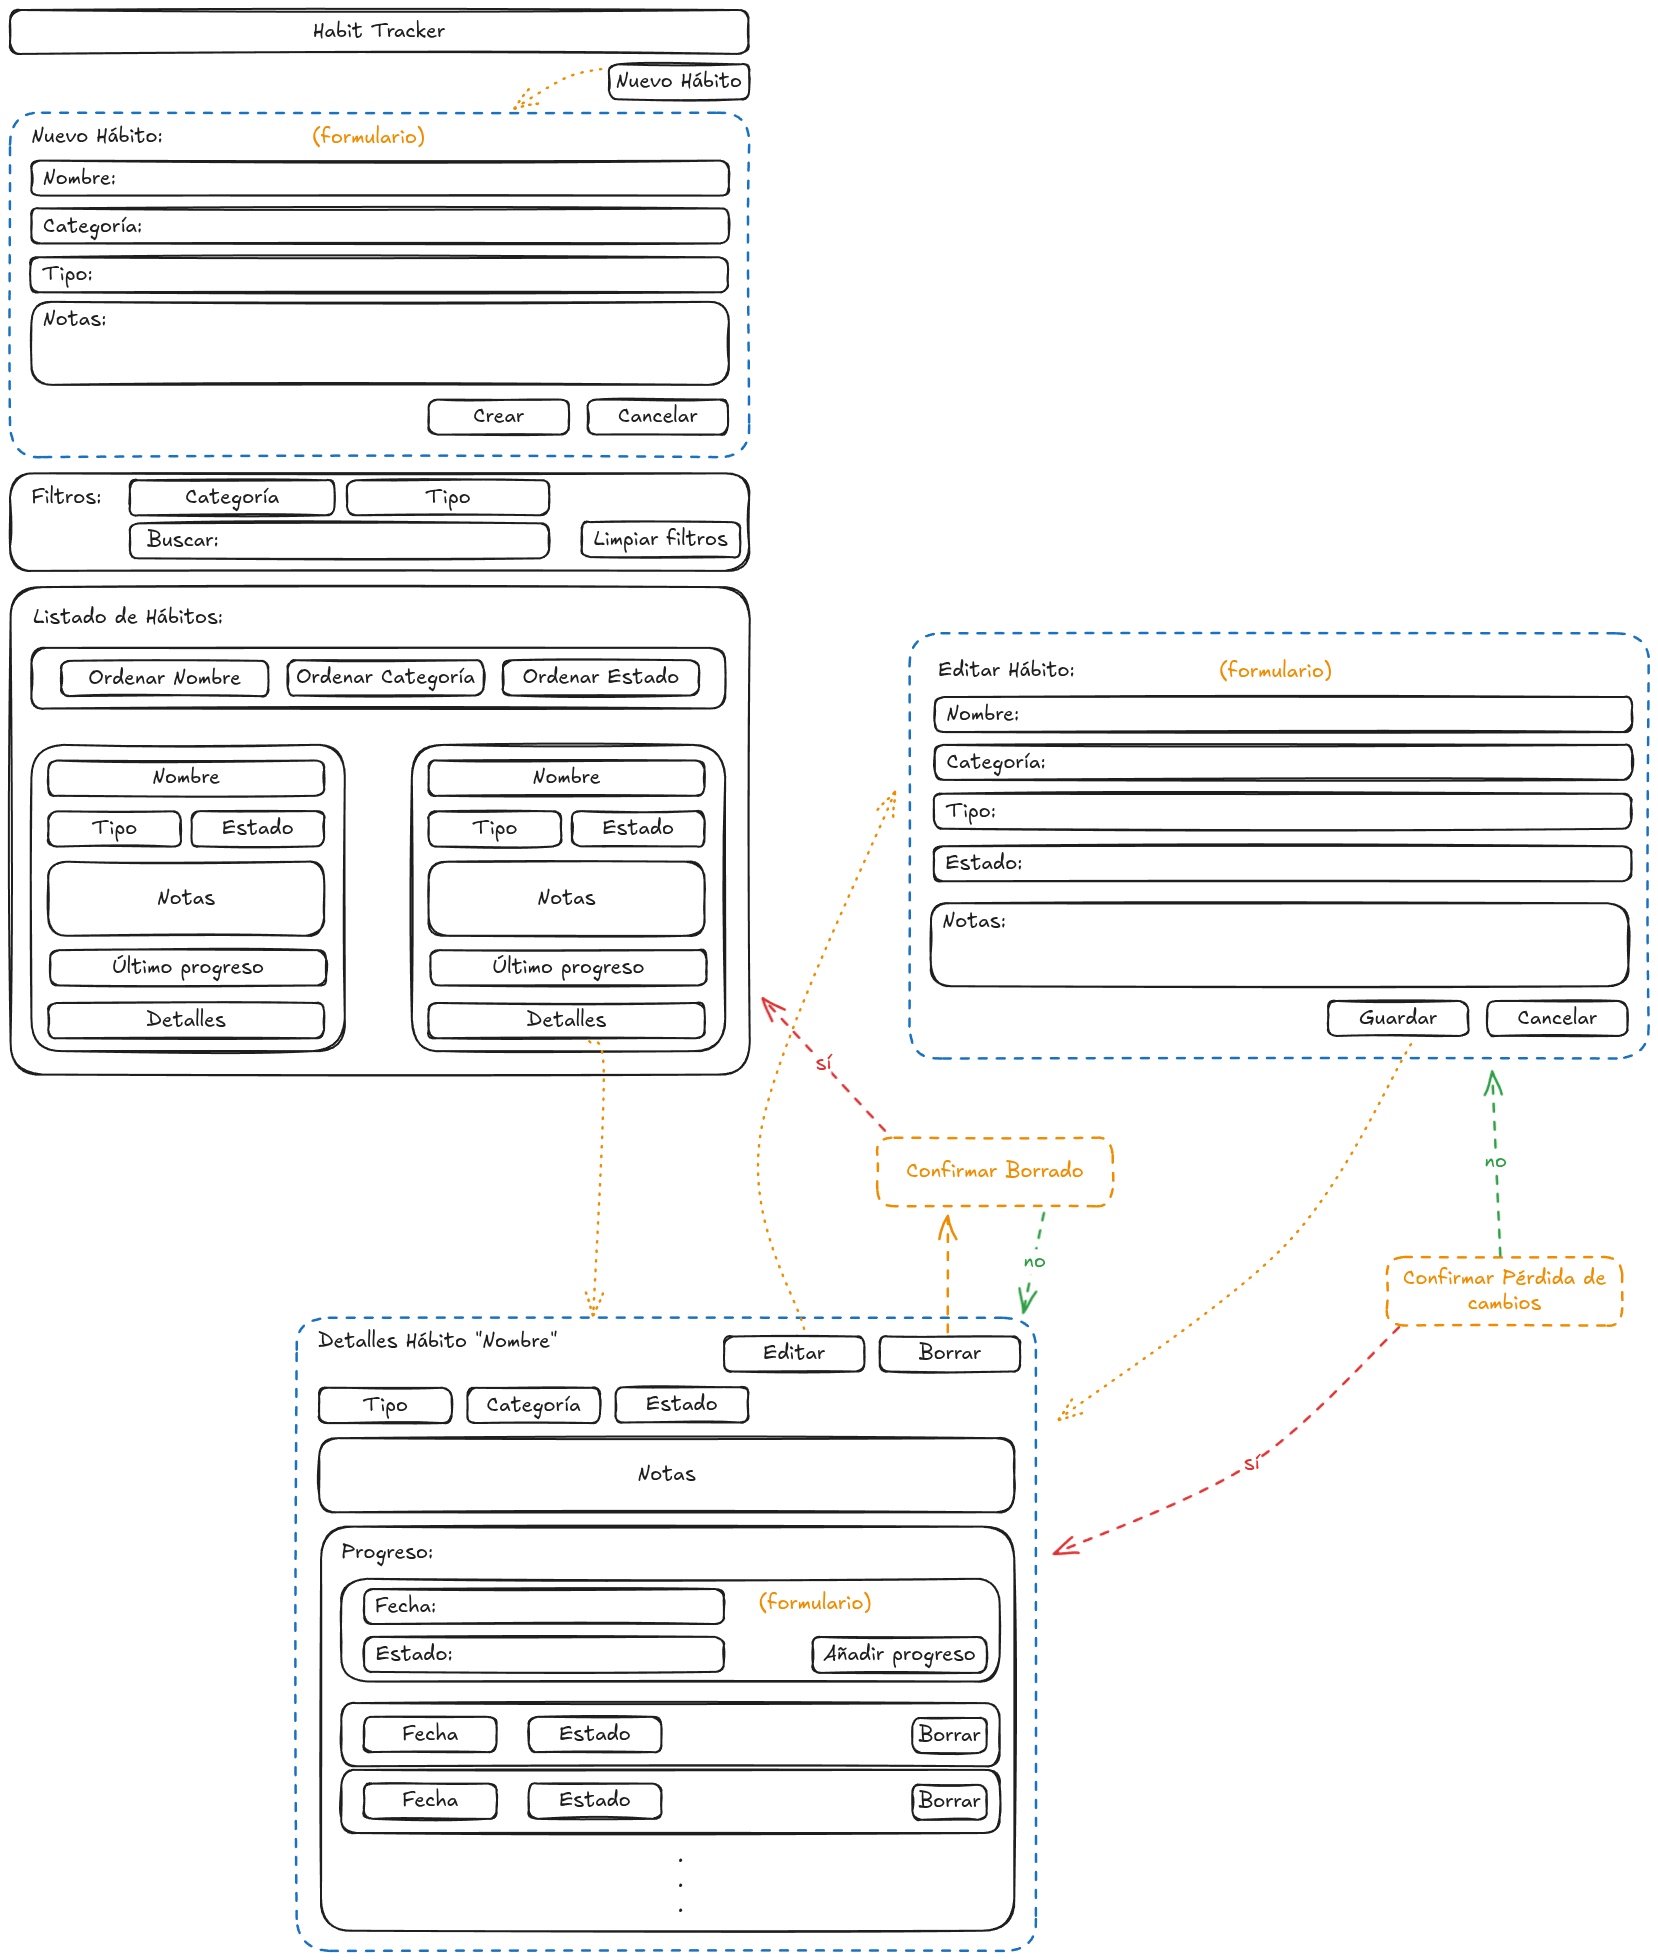 Habit Tracker
Nuevo Hábito
Nuevo Hábito: (formulario)
Nombre:
Categoría:
Tipo:
Notas:
Crear Cancelar
Filtros: Categoría Tipo
Buscar: Limpiar filtros
Listado de Hábitos:
Ordenar Nombre Ordenar Categoría Ordenar Estado
Nombre
Tipo Estado
Notas
Último progreso
Detalles
Nombre
Tipo Estado
Notas
Último progreso
Detalles
Editar Hábito: (formulario)
Nombre:
Categoría:
Tipo:
Estado:
Notas:
Guardar Cancelar
sí
Confirmar Borrado
no
no
Confirmar Pérdida de
cambios
sí
Detalles Hábito "Nombre" Editar Borrar
Tipo Categoría Estado
Notas
Progreso:
Fecha: (formulario)
Estado: Añadir progreso
Fecha Estado Borrar
Fecha Estado Borrar
.
.
.